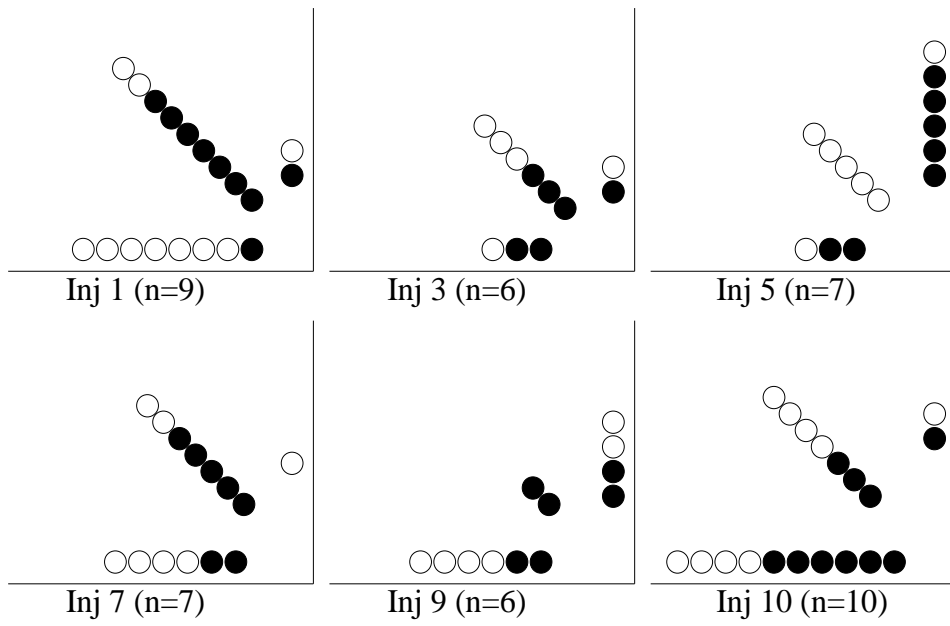 Inj 1 (n=9)
Inj 3 (n=6)
Inj 5 (n=7)
Inj 7 (n=7)
Inj 9 (n=6)
Inj 10 (n=10)